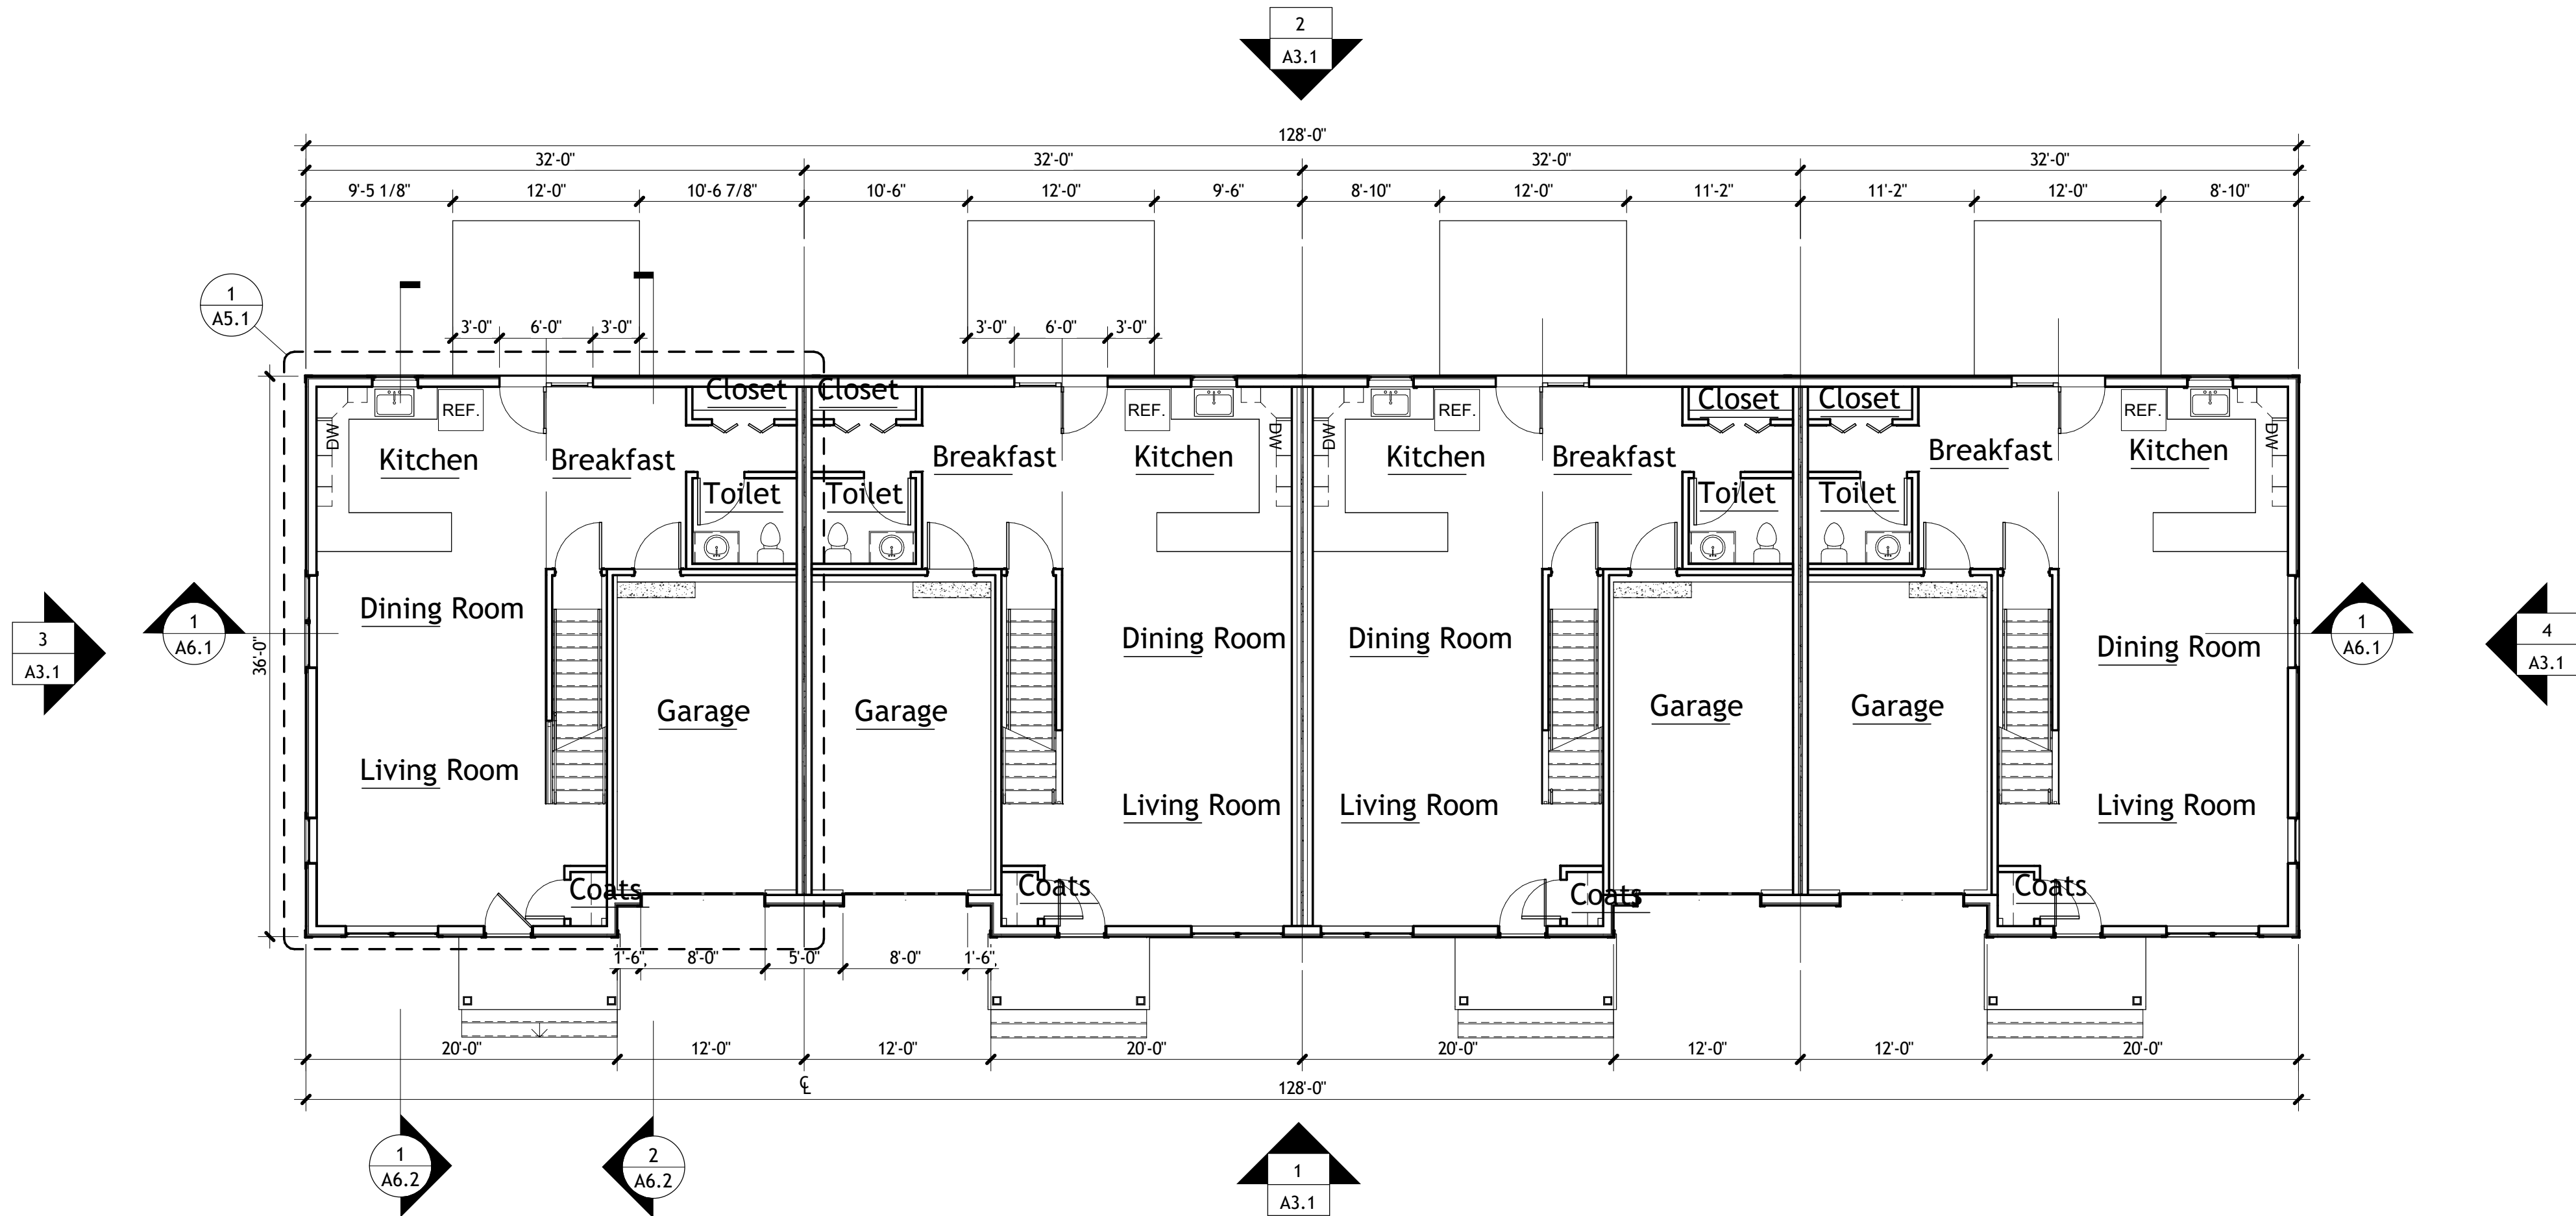 2
A3.1
128'-0"
32'-0" 32'-0" 32'-0" 32'-0"
9'-5 1/8" 12'-0" 10'-6 7/8" 10'-6" 12'-0" 9'-6" 8'-10" 12'-0" 11'-2" 11'-2" 12'-0" 8'-10"
1
A5.1
3'-0" 6'-0" 3'-0" 3'-0" 6'-0" 3'-0"
Closet Closet Closet Closet
REF. REF. REF. REF.
DW DW DW DW
Kitchen Breakfast Breakfast Kitchen Kitchen Breakfast Breakfast Kitchen
Toilet Toilet Toilet Toilet
Dining Room Dining Room Dining Room Dining Room
3
A3.1
1
A6.1
36'-0"
1
A6.1
4
A3.1
Garage Garage Garage Garage
Living Room Living Room Living Room Living Room
Coats Coats Coats Coats
1'-6" 8'-0" 5'-0" 8'-0" 1'-6"
20'-0" 12'-0" 12'-0" 20'-0" 20'-0" 12'-0" 12'-0" 20'-0"
℄
128'-0"
1
A6.2
2
A6.2
1
A3.1